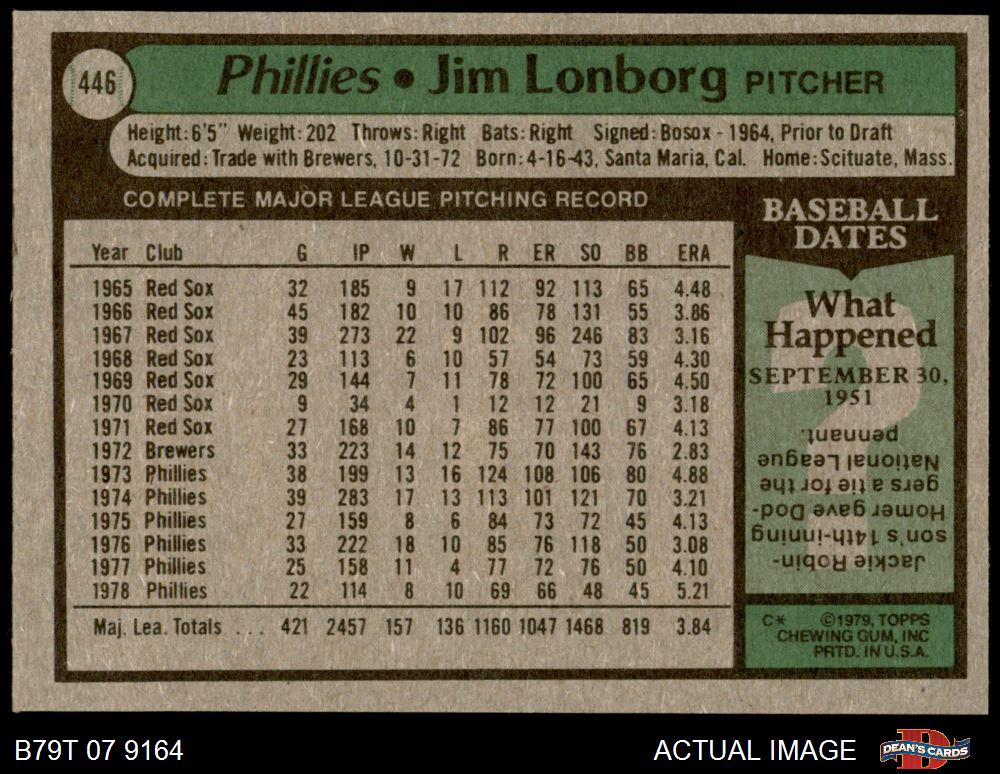 446
Phillies • Jim Lonborg PITCHER
Height: 6'5" Weight: 202 Throws: Right Bats: Right Signed: Bosox - 1964, Prior to Draft
Acquired: Trade with Brewers, 10-31-72 Born: 4-16-43, Santa Maria, Cal. Home: Scituate, Mass.
COMPLETE MAJOR LEAGUE PITCHING RECORD
Year Club G IP W L R ER SO BB ERA
1965 Red Sox 32 185 9 17 112 92 113 65 4.48
1966 Red Sox 45 182 10 10 86 78 131 55 3.86
1967 Red Sox 39 273 22 9 102 96 246 83 3.16
1968 Red Sox 23 113 6 10 57 54 73 59 4.30
1969 Red Sox 29 144 7 11 78 72 100 65 4.50
1970 Red Sox 9 34 4 1 12 12 21 9 3.18
1971 Red Sox 27 168 10 7 86 77 100 67 4.13
1972 Brewers 33 223 14 12 75 70 143 76 2.83
1973 Phillies 38 199 13 16 124 108 106 80 4.88
1974 Phillies 39 283 17 13 113 101 121 70 3.21
1975 Phillies 27 159 8 6 84 73 72 45 4.13
1976 Phillies 33 222 18 10 85 76 118 50 3.08
1977 Phillies 25 158 11 4 77 72 76 50 4.10
1978 Phillies 22 114 8 10 69 66 48 45 5.21
Maj. Lea. Totals ... 421 2457 157 136 1160 1047 1468 819 3.84
BASEBALL
DATES
What
Happened
SEPTEMBER 30,
1951
Jackie Robin-
son's 14th-inning
Homer gave Dod-
gers a tie for the
National League
pennant.
C* ©1979, TOPPS
CHEWING GUM, INC
PRTD. IN U.S.A.
B79T 07 9164
ACTUAL IMAGE
DEAN'S CARDS